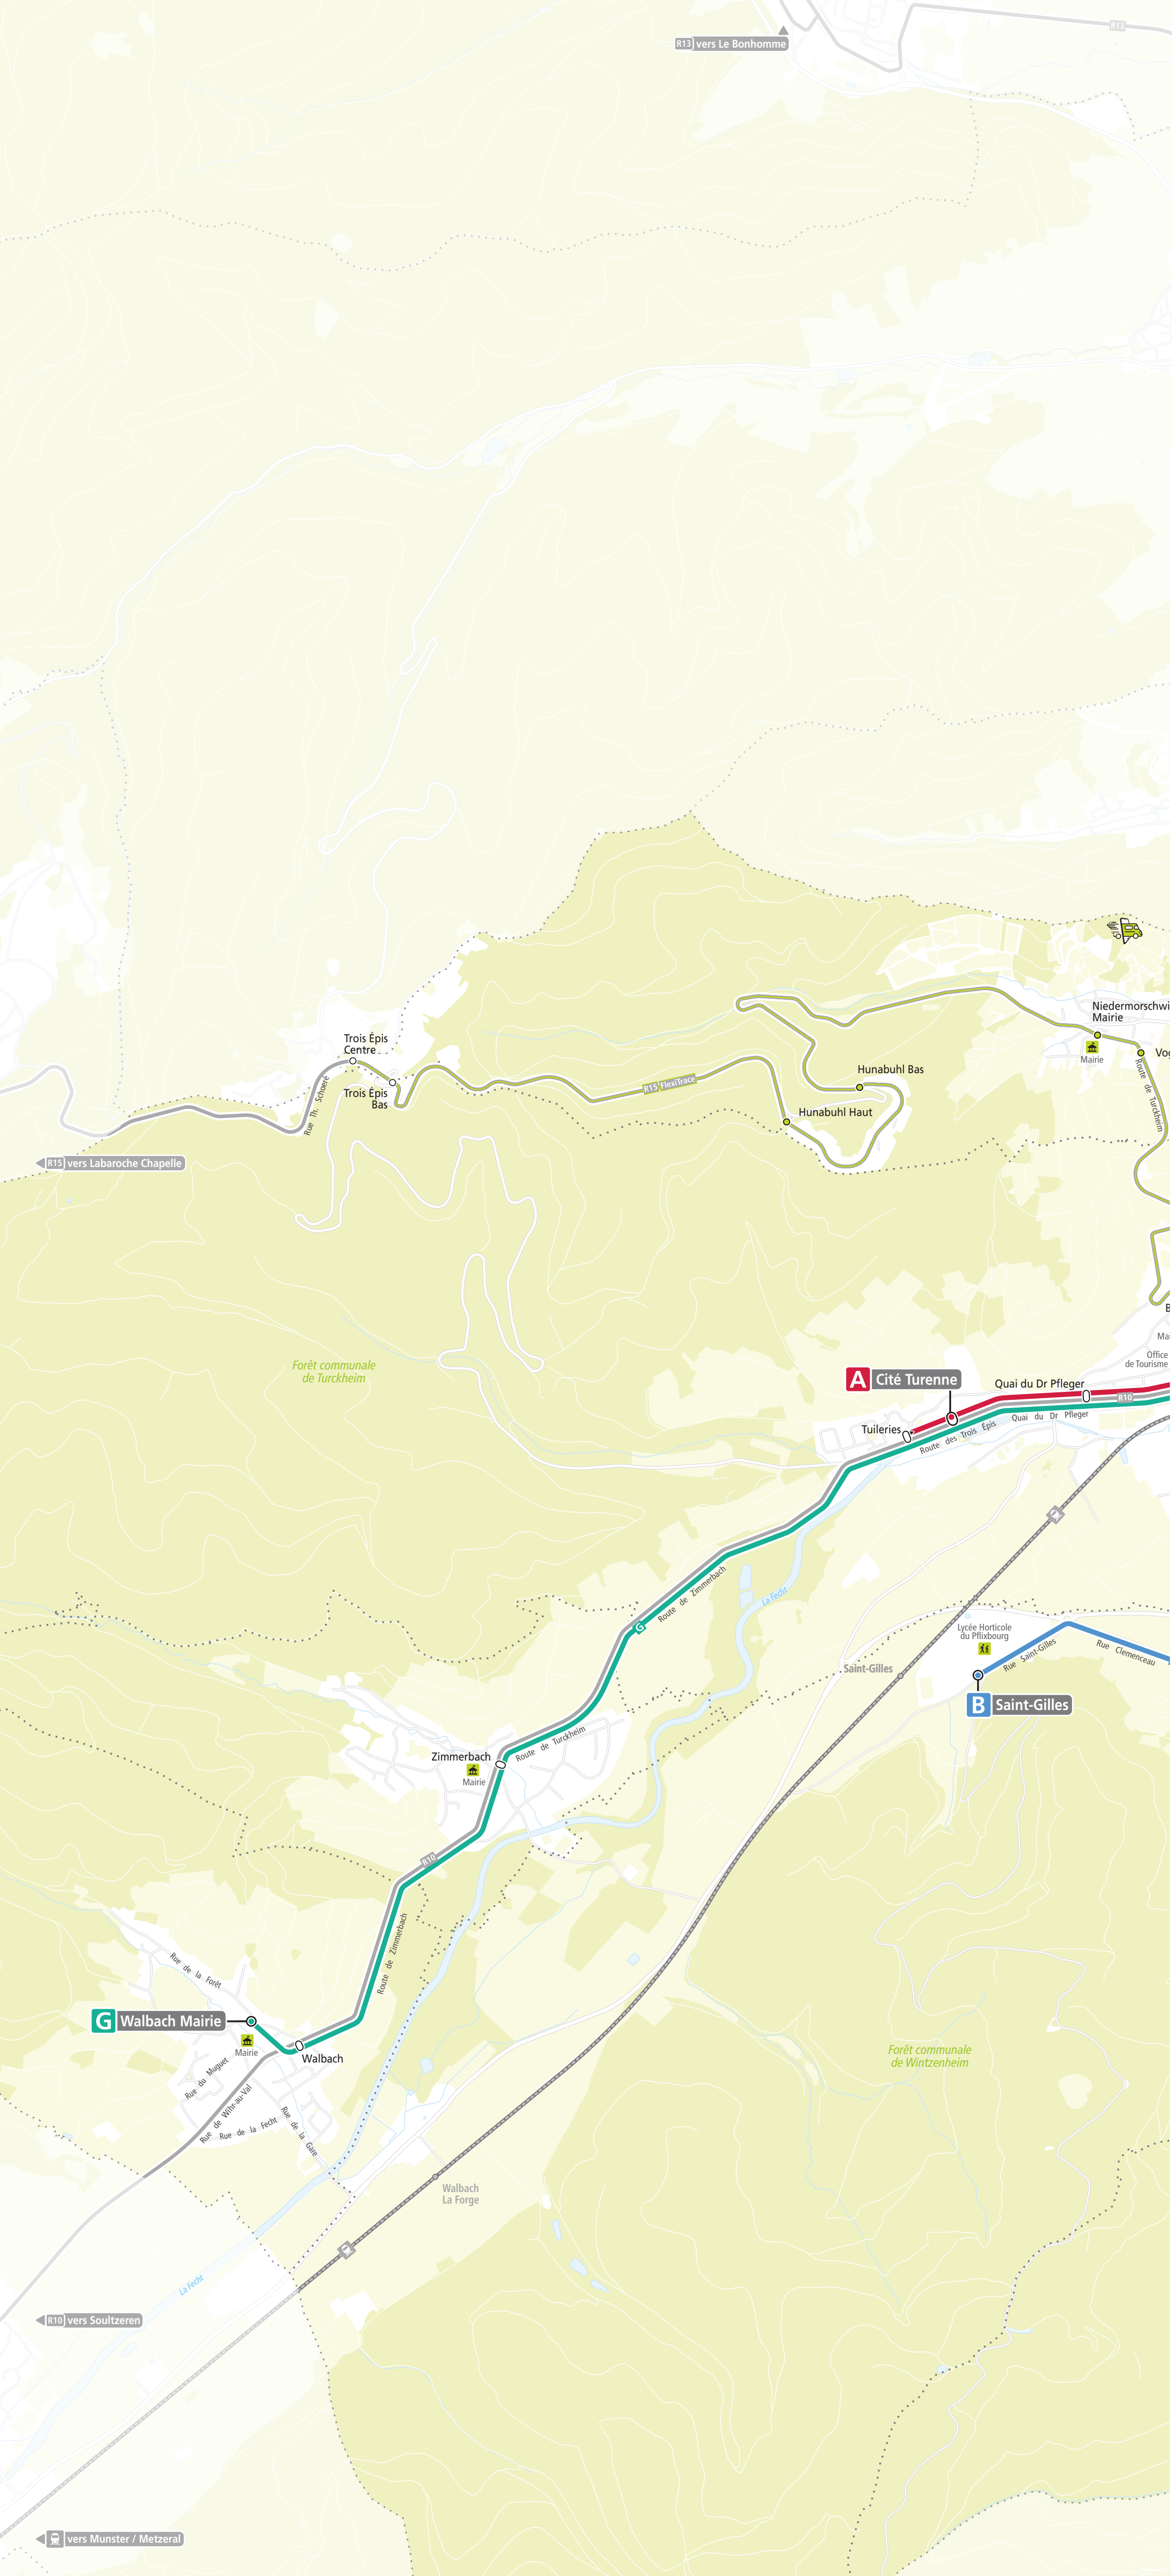 R13 vers Le Bonhomme
R13
Niedermorschwi
Mairie
Mairie
Vog
Route de Turckheim
Trois Épis
Centre
Trois Épis
Bas
Rue Th. Schoere
R15 FlexiTrace
Hunabuhl Bas
Hunabuhl Haut
R15 vers Labaroche Chapelle
B
Mai
Office
de Tourisme
Forêt communale
de Turckheim
A Cité Turenne
Quai du Dr Pfleger
R10
Quai du Dr Pfleger
Tuileries
Route des Trois Épis
La Fecht
Route de Zimmerbach
G
Lycée Horticole
du Pflixbourg
Rue Saint-Gilles
Rue Clemenceau
Saint-Gilles
B Saint-Gilles
Zimmerbach
Mairie
Route de Turckheim
R10
Route de Zimmerbach
Rue de la Forêt
G Walbach Mairie
Mairie
Walbach
Rue du Muguet
Rue de Wihr-au-Val
Rue de la Fecht
Rue de la Gare
Forêt communale
de Wintzenheim
Walbach
La Forge
La Fecht
R10 vers Soultzeren
vers Munster / Metzeral